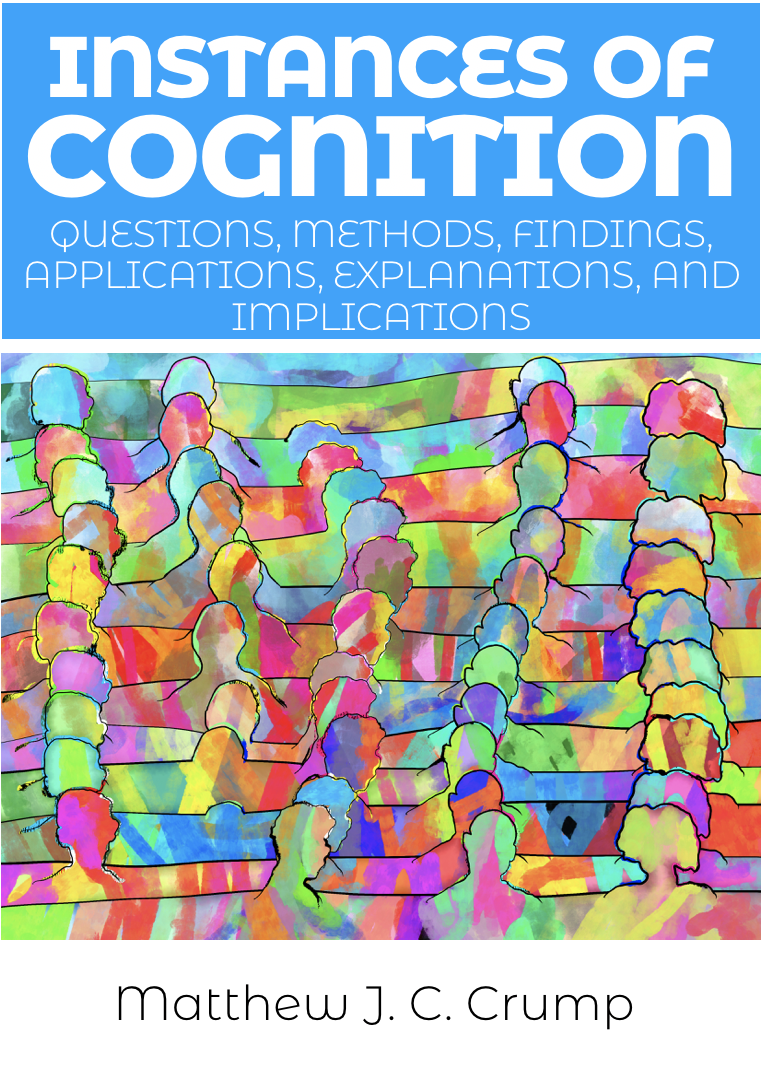 INSTANCES OF
COGNITION
QUESTIONS, METHODS, FINDINGS,
APPLICATIONS, EXPLANATIONS, AND
IMPLICATIONS
Matthew J. C. Crump